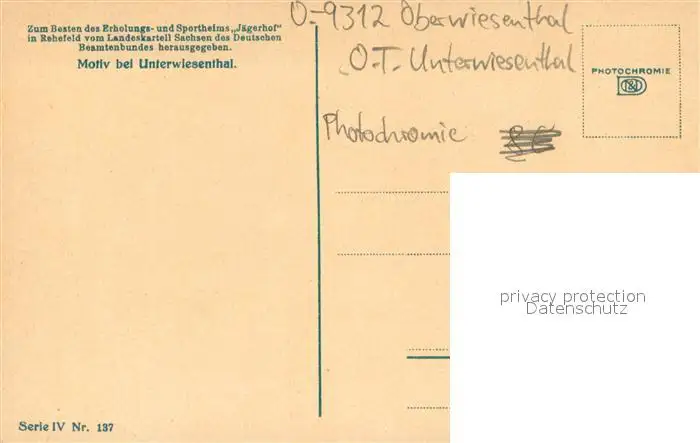 Zum Besten des Erholungs- und Sportheims „Jägerhof"
in Rehefeld vom Landeskartell Sachsen des Deutschen
Beamtenbundes herausgegeben.
Motiv bei Unterwiesenthal.
O-9312 Oberwiesenthal
O.T. Unterwiesenthal
Photochromie
PHOTOCHROMIE
privacy protection
Datenschutz
Serie IV Nr. 137